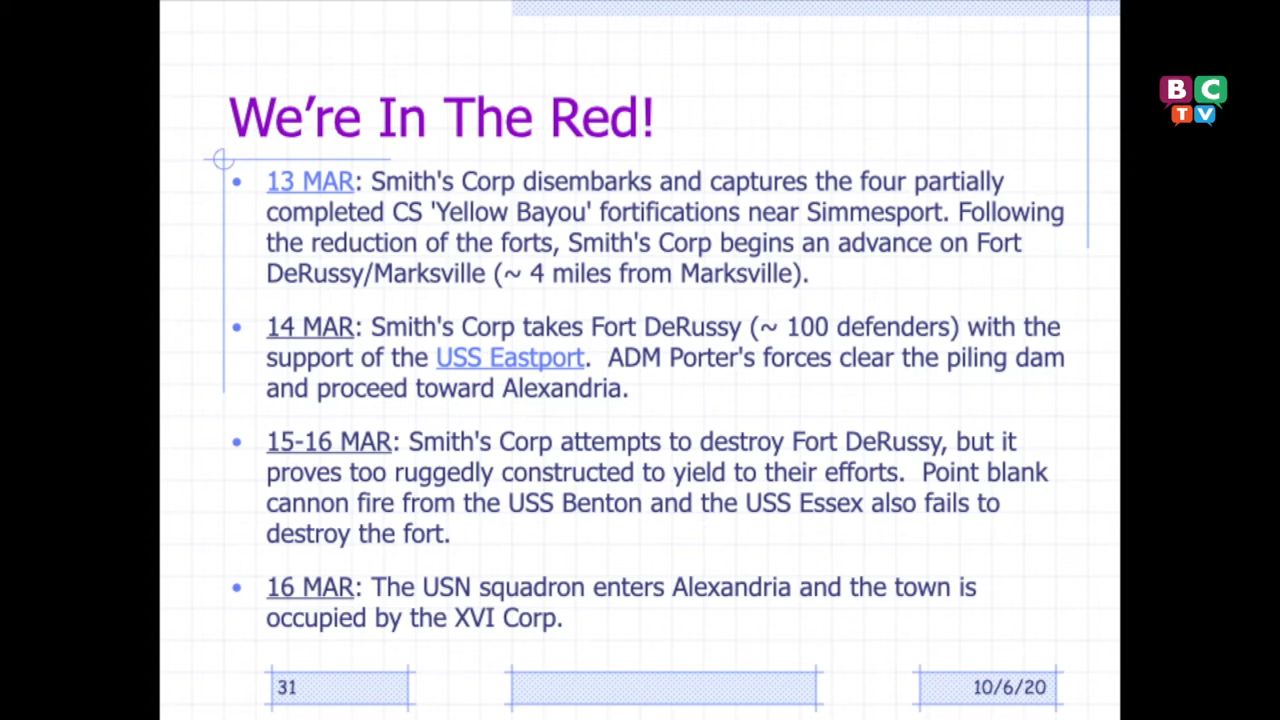 We're In The Red!
B C
T V
• 13 MAR: Smith's Corp disembarks and captures the four partially
completed CS 'Yellow Bayou' fortifications near Simmesport. Following
the reduction of the forts, Smith's Corp begins an advance on Fort
DeRussy/Marksville (~ 4 miles from Marksville).
• 14 MAR: Smith's Corp takes Fort DeRussy (~ 100 defenders) with the
support of the USS Eastport.  ADM Porter's forces clear the piling dam
and proceed toward Alexandria.
• 15-16 MAR: Smith's Corp attempts to destroy Fort DeRussy, but it
proves too ruggedly constructed to yield to their efforts.  Point blank
cannon fire from the USS Benton and the USS Essex also fails to
destroy the fort.
• 16 MAR: The USN squadron enters Alexandria and the town is
occupied by the XVI Corp.
31
10/6/20